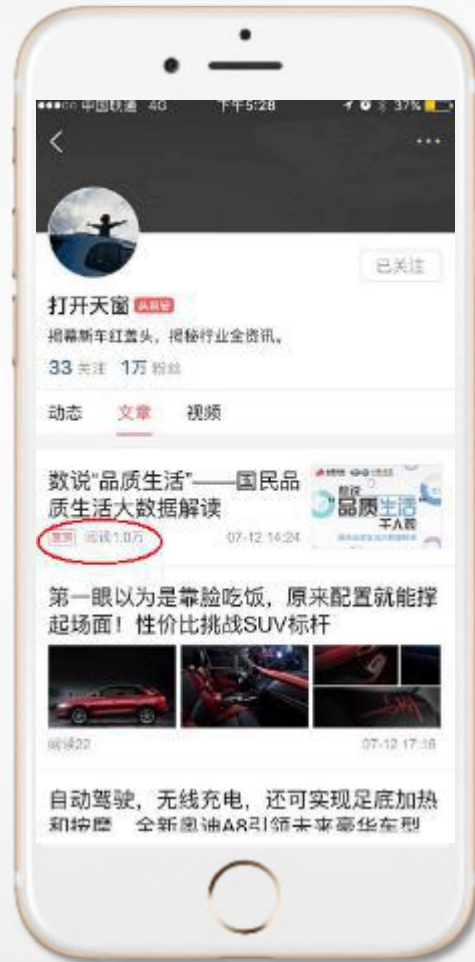 中国联通 4G 下午5:28 37%
已关注
打开天窗
揭幕新车红盖头，揭秘行业全资讯。
33 关注 1万 粉丝
动态 文章 视频
数说“品质生活”——国民品
质生活大数据解读
置顶 阅读1.0万 07-12 14:24
数说
品质生活
千人观
第一眼以为是靠脸吃饭，原来配置就能撑
起场面！性价比挑战SUV标杆
阅读22 07-12 17:16
自动驾驶，无线充电，还可实现足底加热
和按摩 全新奥迪A8引领未来豪华车型